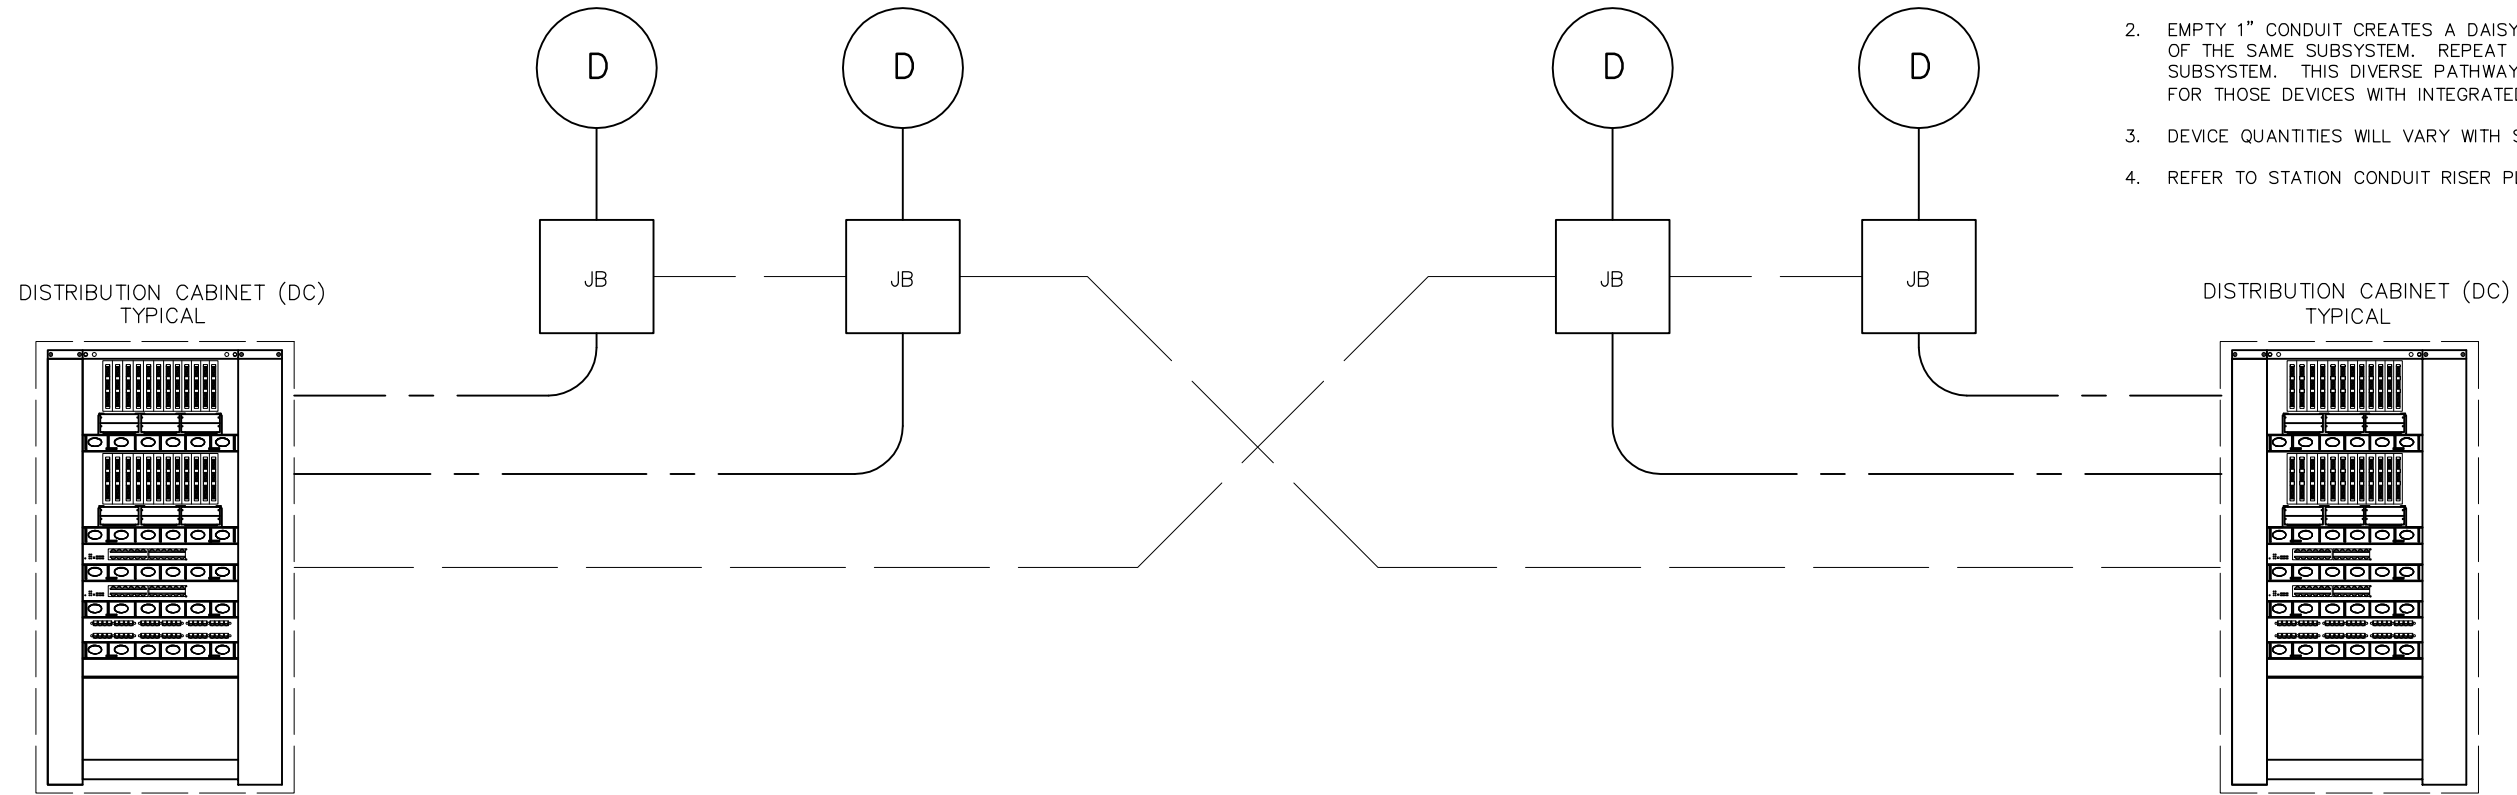 D
D
D
D
2. EMPTY 1" CONDUIT CREATES A DAISY
OF THE SAME SUBSYSTEM. REPEAT
SUBSYSTEM. THIS DIVERSE PATHWAY
FOR THOSE DEVICES WITH INTEGRATED
3. DEVICE QUANTITIES WILL VARY WITH
4. REFER TO STATION CONDUIT RISER
JB
JB
JB
JB
DISTRIBUTION CABINET (DC)
TYPICAL
DISTRIBUTION CABINET (DC)
TYPICAL